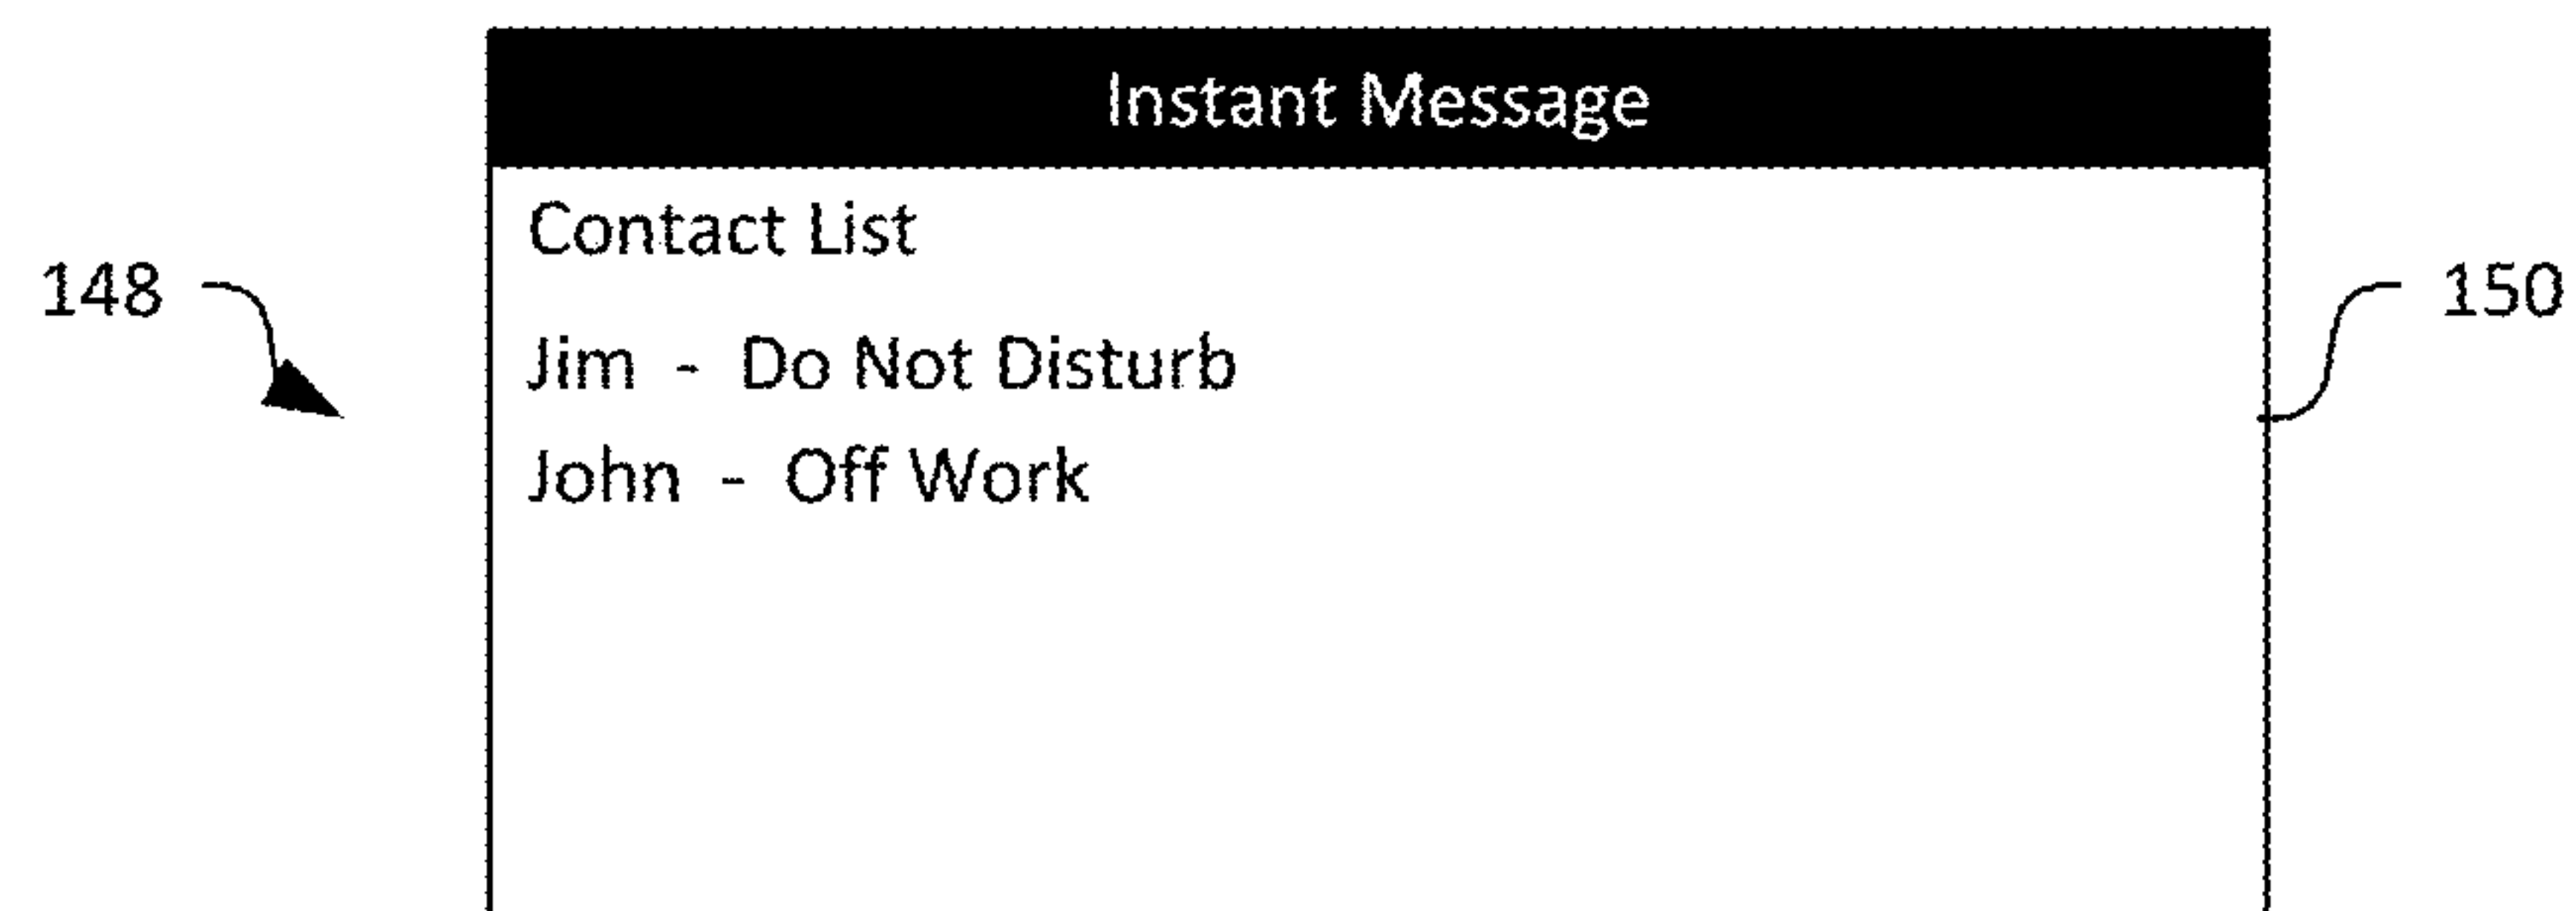 Instant Message
Contact List
148
150
Jim - Do Not Disturb
John - Off Work